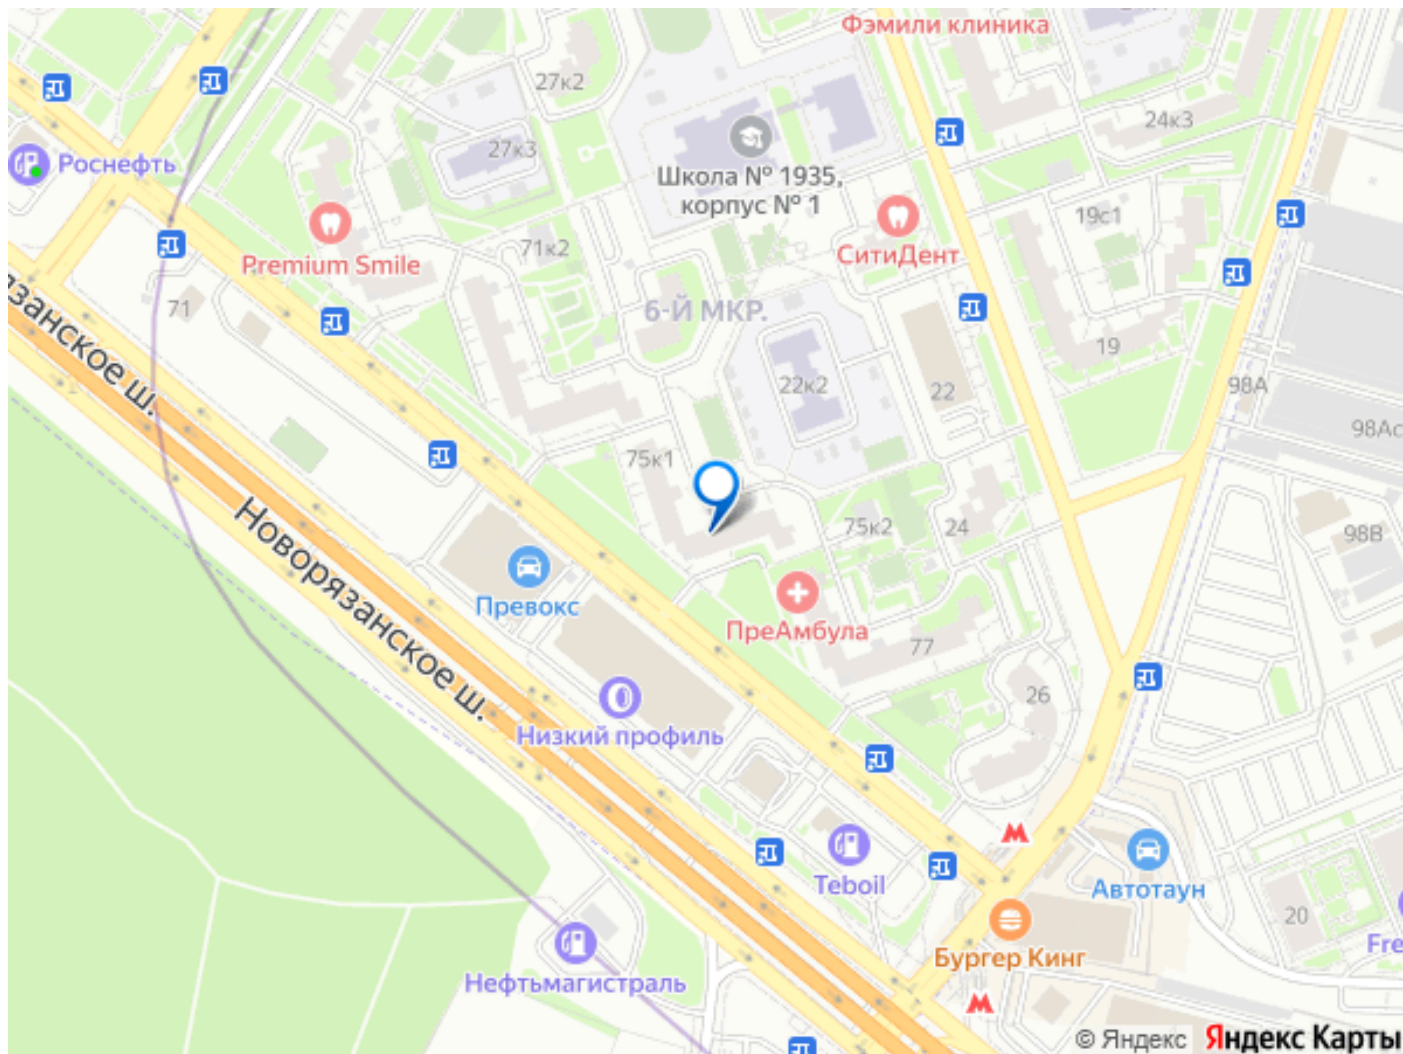 Фэмили клиника
27к2
24к3
27к3
Роснефть
Школа № 1935,
корпус № 1
19с1
71к2
СитиДент
Premium Smile
71
6-Й МКР.
19
22к2
22
98А
занское ш.
98Ас
75к1
Новорязанское ш.
75к2
24
98В
Превокс
ПреАмбула
77
26
Низкий профиль
Teboil
Автотаун
20
Fre
Бургер Кинг
Нефтьмагистраль
© Яндекс Яндекс Карты